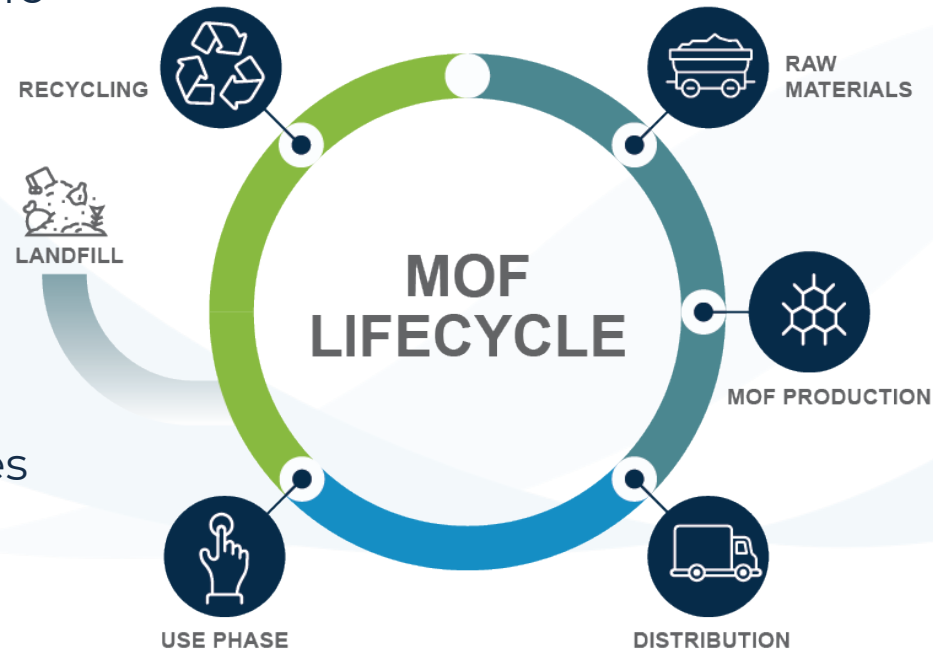 RECYCLING
RAW
MATERIALS
LANDFILL
MOF
LIFECYCLE
MOF PRODUCTION
USE PHASE
DISTRIBUTION